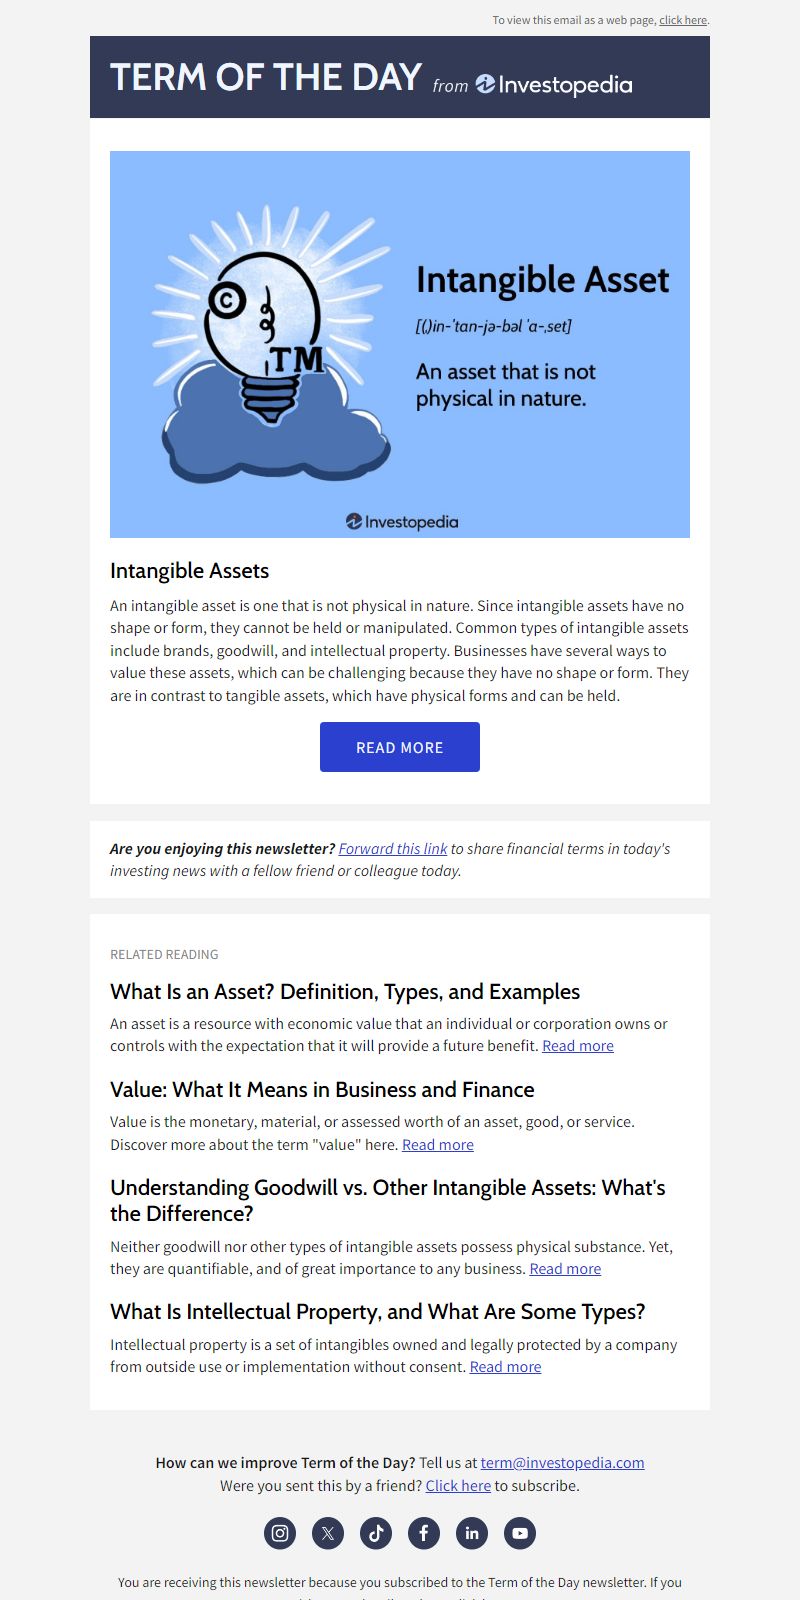 To view this email as a web page, click here.
TERM OF THE DAY from Investopedia
©
TM
Intangible Asset
[(ˌ)in-ˈtan-jə-bəl ˈa-ˌset]
An asset that is not
physical in nature.
Investopedia
Intangible Assets
An intangible asset is one that is not physical in nature. Since intangible assets have no
shape or form, they cannot be held or manipulated. Common types of intangible assets
include brands, goodwill, and intellectual property. Businesses have several ways to
value these assets, which can be challenging because they have no shape or form. They
are in contrast to tangible assets, which have physical forms and can be held.
READ MORE
Are you enjoying this newsletter? Forward this link to share financial terms in today's
investing news with a fellow friend or colleague today.
RELATED READING
What Is an Asset? Definition, Types, and Examples
An asset is a resource with economic value that an individual or corporation owns or
controls with the expectation that it will provide a future benefit. Read more
Value: What It Means in Business and Finance
Value is the monetary, material, or assessed worth of an asset, good, or service.
Discover more about the term "value" here. Read more
Understanding Goodwill vs. Other Intangible Assets: What's
the Difference?
Neither goodwill nor other types of intangible assets possess physical substance. Yet,
they are quantifiable, and of great importance to any business. Read more
What Is Intellectual Property, and What Are Some Types?
Intellectual property is a set of intangibles owned and legally protected by a company
from outside use or implementation without consent. Read more
How can we improve Term of the Day? Tell us at term@investopedia.com
Were you sent this by a friend? Click here to subscribe.
You are receiving this newsletter because you subscribed to the Term of the Day newsletter. If you